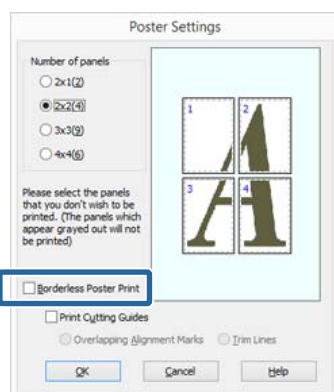 Poster Settings
Number of panels
2x1(2)
2x2(4)
3x3(9)
4x4(6)
1
2
3
4
A
Please select the panels
that you don't wish to be
printed. (The panels which
appear grayed out will not
be printed)
Borderless Poster Print
Print Cutting Guides
Overlapping Alignment Marks
Trim Lines
OK
Cancel
Help